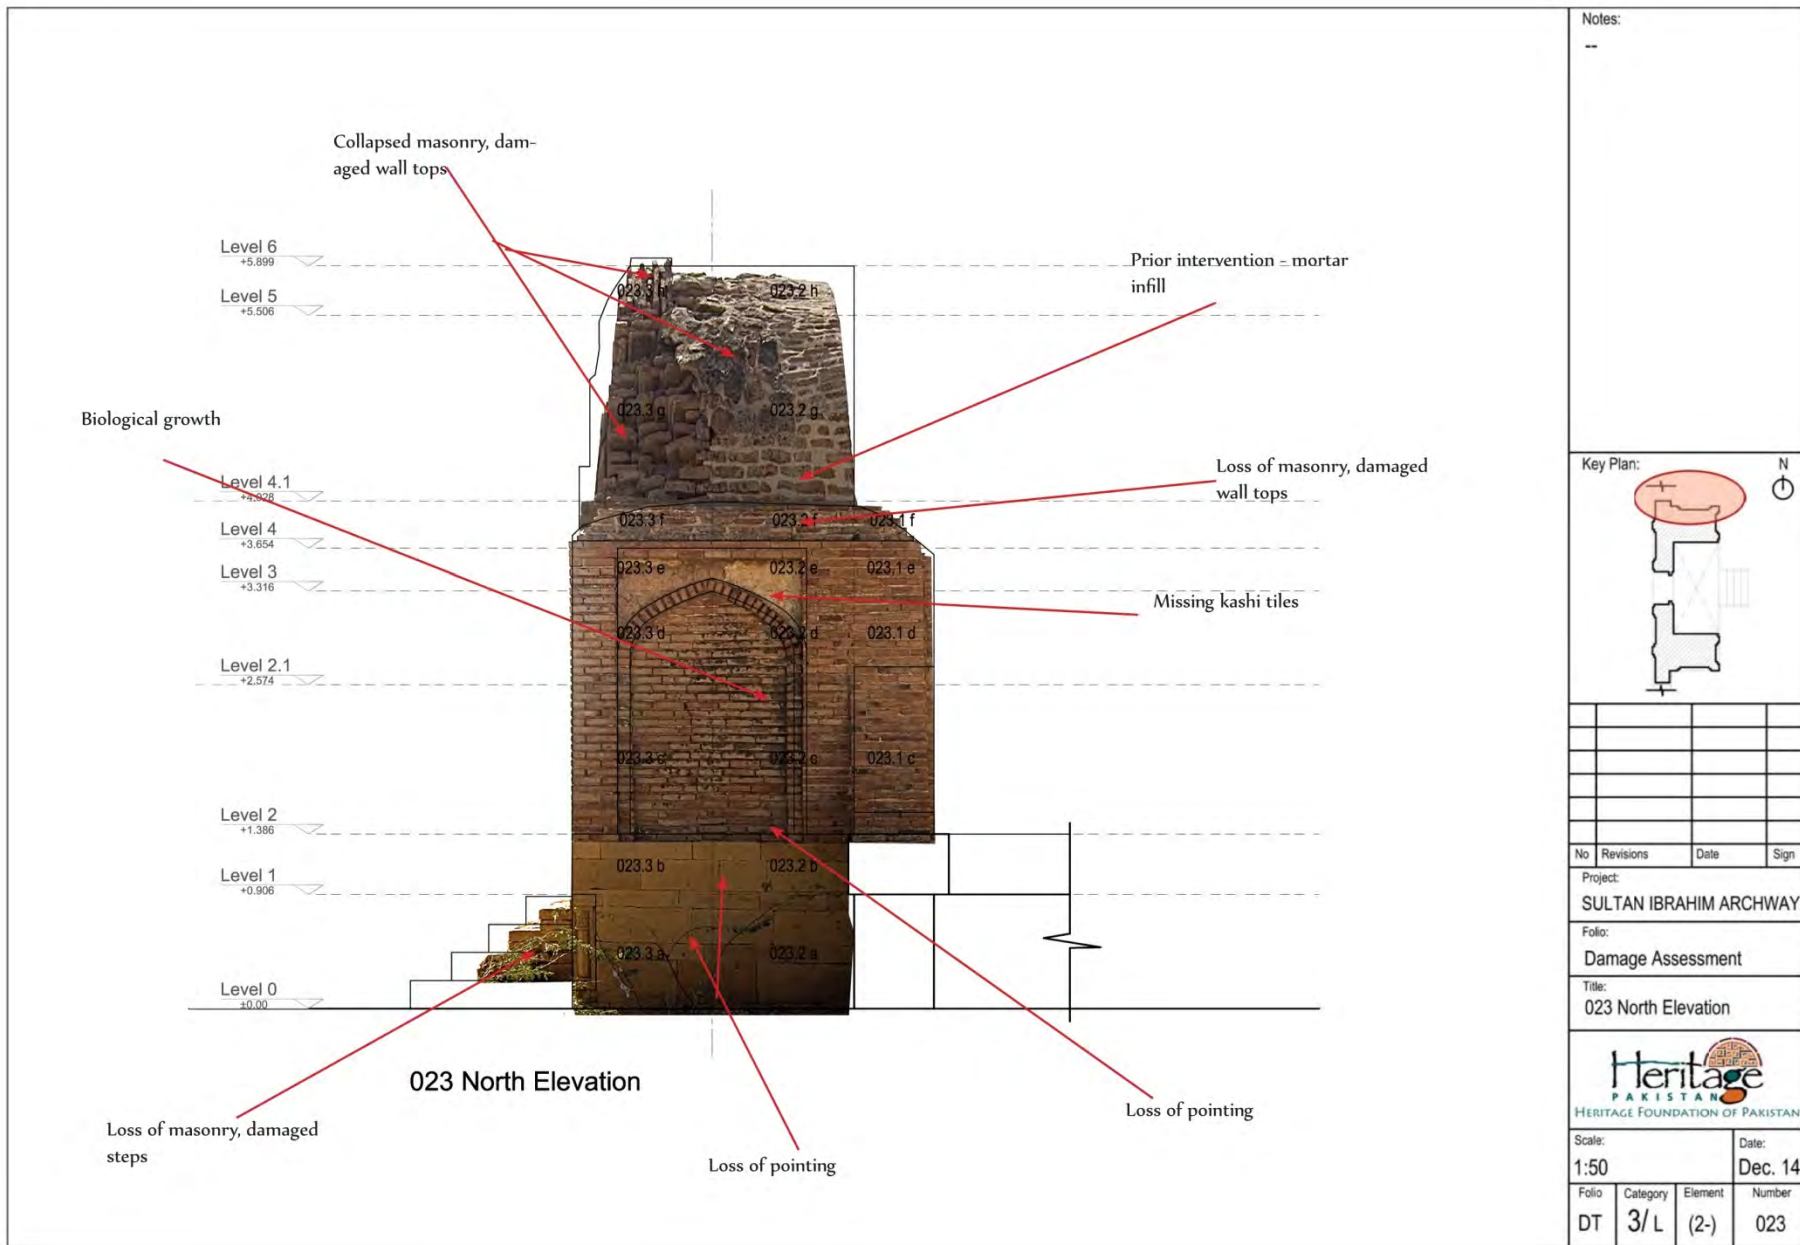 Collapsed masonry, dam-
aged wall tops
Level 6
+5.899
Level 5
+5.506
Prior intervention - mortar
infill
Biological growth
Level 4.1
Loss of masonry, damaged
wall tops
Level 4
+3.654
Level 3
+3.316
Missing kashi tiles
Level 2.1
+2.574
Level 2
+1.386
Level 1
+0.906
Level 0
±0.00
023.3 h
023.2 h
023.3 g
023.2 g
023.3 f
023.2 f
023.1 f
023.3 e
023.2 e
023.1 e
023.3 d
023.2 d
023.1 d
023.3 c
023.2 c
023.1 c
023.3 b
023.2 b
023.3 a
023.2 a
023 North Elevation
Loss of masonry, damaged
steps
Loss of pointing
Loss of pointing
Notes:
--
Key Plan:
N
No Revisions Date Sign
Project:
SULTAN IBRAHIM ARCHWAY
Folio:
Damage Assessment
Title:
023 North Elevation
Heritage
PAKISTAN
HERITAGE FOUNDATION OF PAKISTAN
Scale:
1:50
Date:
Dec. 14
Folio Category Element Number
DT 3/ L (2-) 023